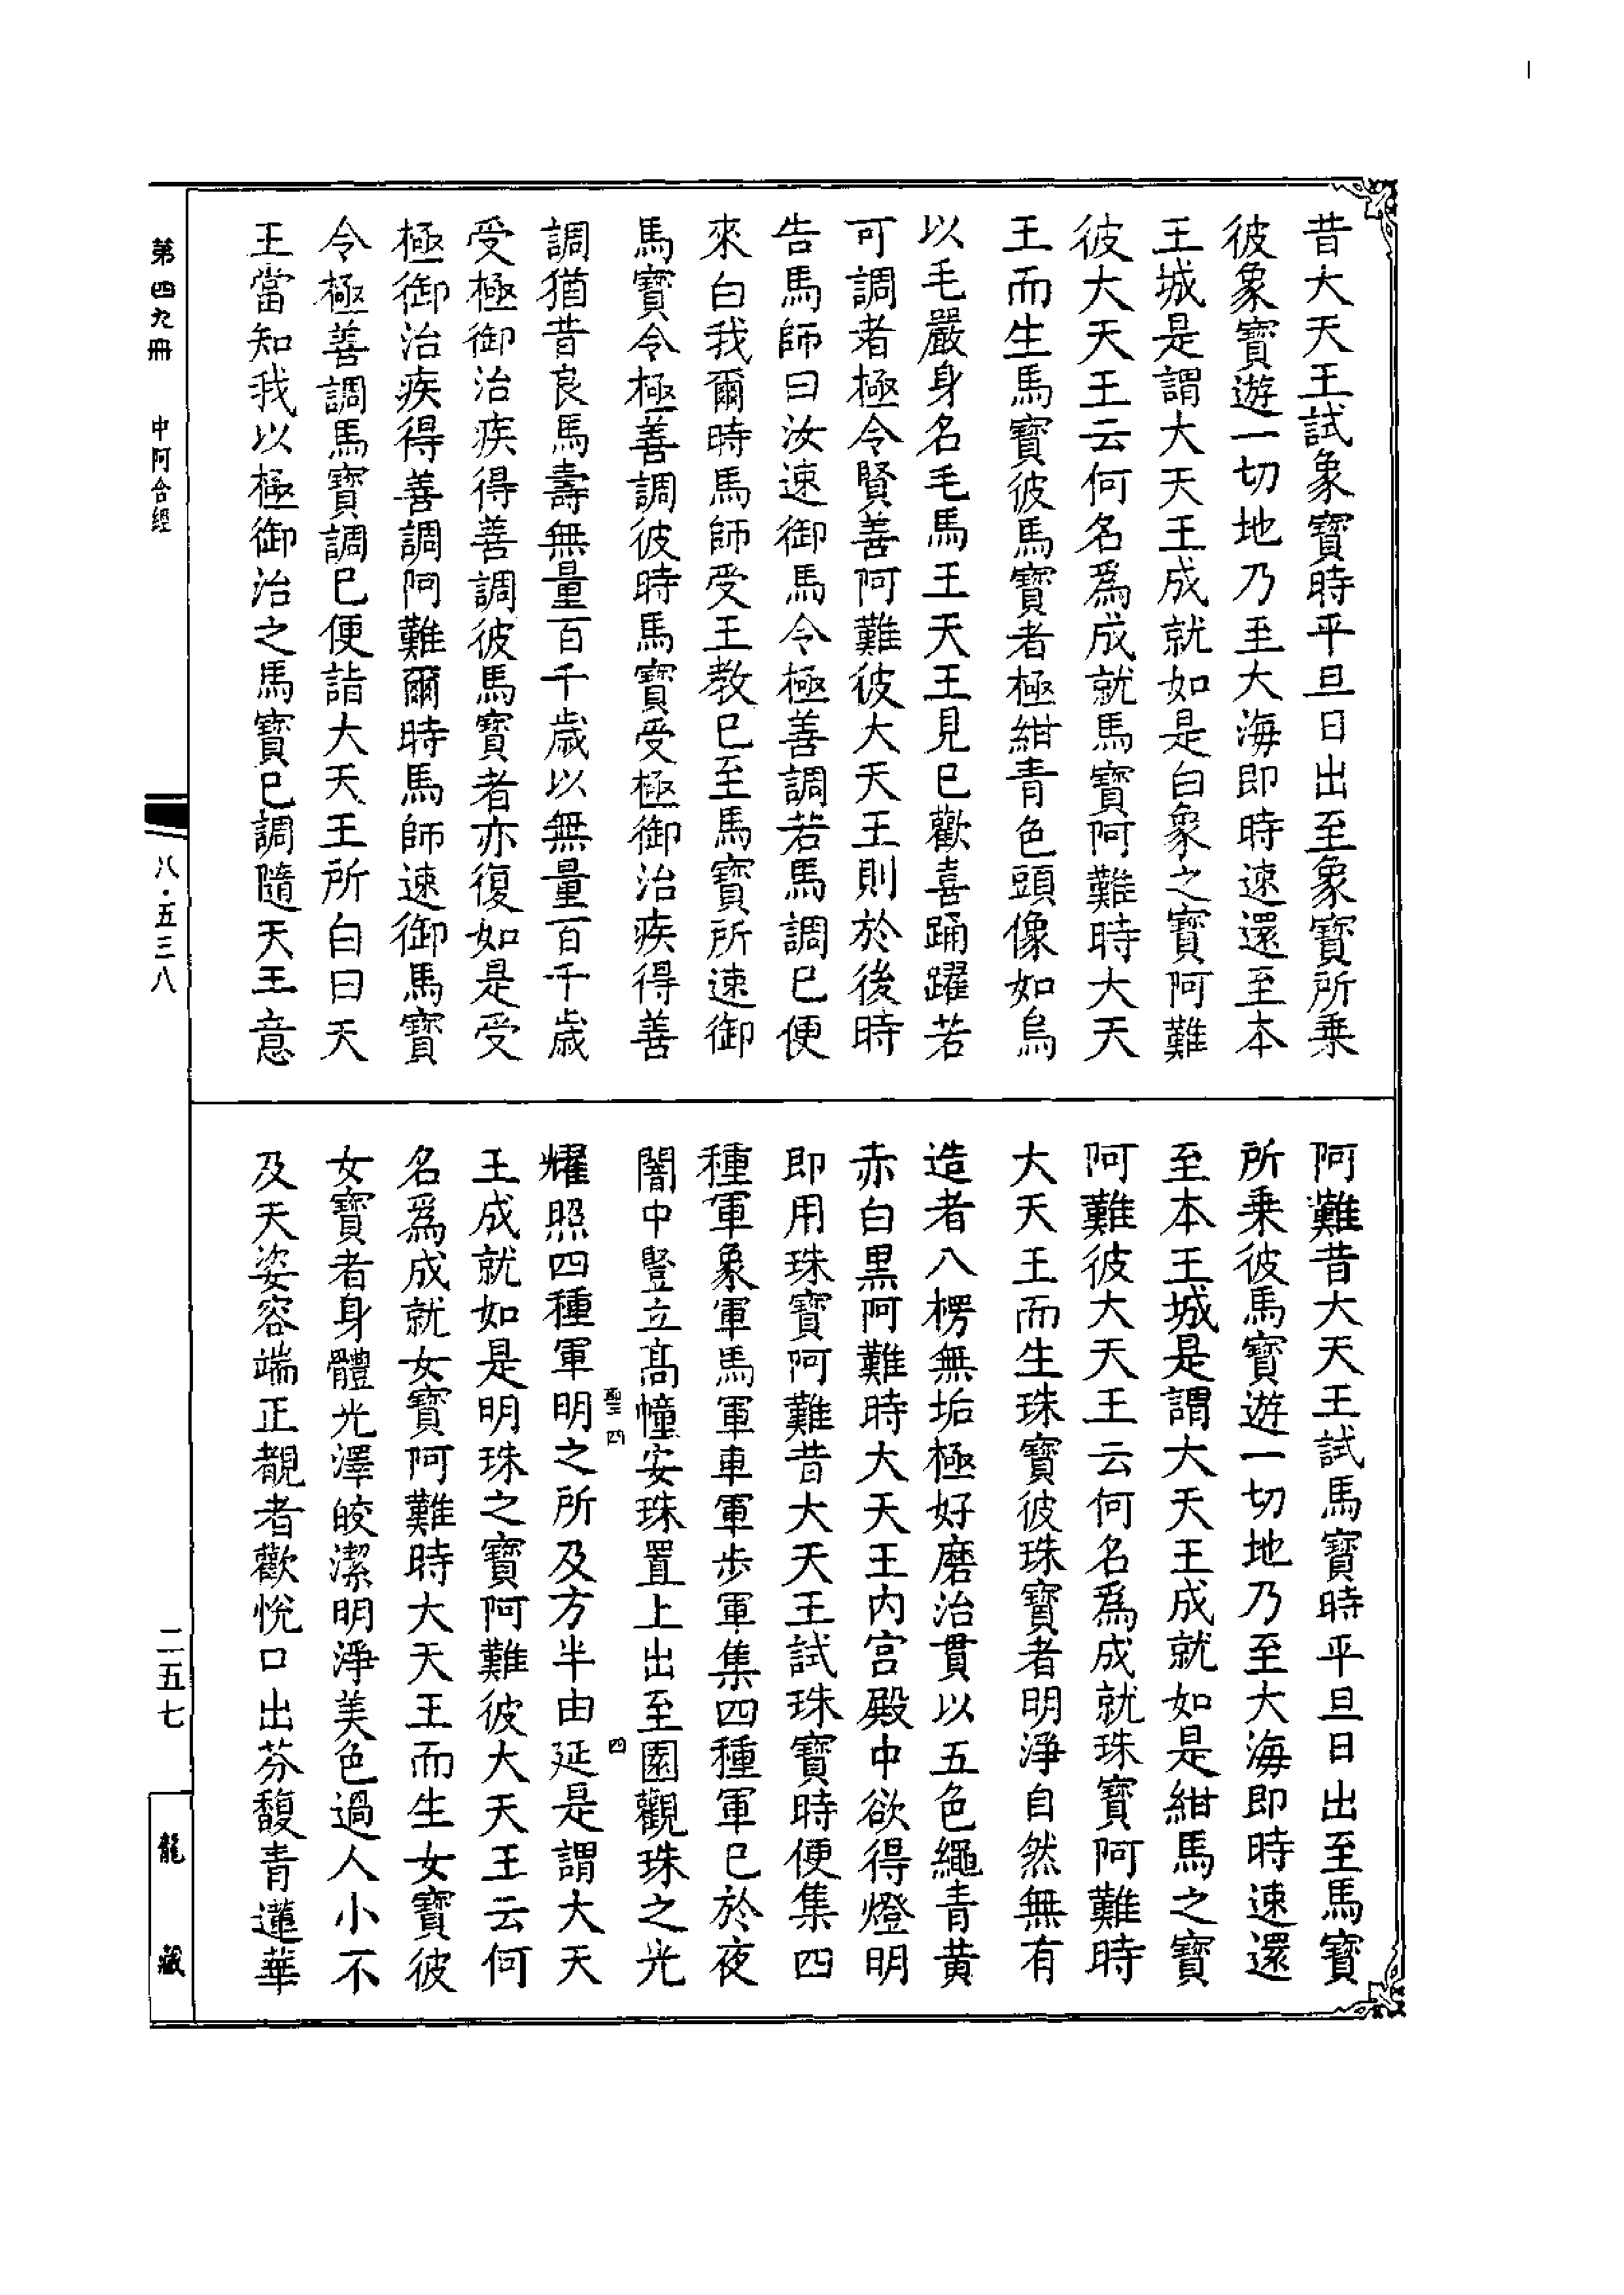 昔大天王試象寶時平旦日出至象寶所乗
彼象寶遊一切地乃至大海即時速還至本
王城是謂大天王成就如是白象之寶阿難
彼大天王云何名爲成就馬寶阿難時大天
王而生馬寶彼馬寶者極紺青色頭像如烏
以毛嚴身名毛馬王天王見巳歡喜踊躍若
可調者極令賢善阿難彼大天王則於後時
告馬師曰汝速御馬令極善調若馬調巳便
來白我爾時馬師受王教巳至馬寶所速御
馬寶令極善調彼時馬寶受極御治疾得善
調猶昔良馬壽無量百千歳以無量百千歳
受極御治疾得善調彼馬寶者亦復如是受
極御治疾得善調阿難爾時馬師速御馬寶
令極善調馬寶調巳便詣大天王所白曰天
王當知我以極御治之馬寶巳調隨天王意
阿難昔大天王試馬寶時平旦日出至馬寶
所乗彼馬寶遊一切地乃至大海即時速還
至本王城是謂大天王成就如是紺馬之寶
阿難彼大天王云何名爲成就珠寶阿難時
大天王而生珠寶彼珠寶者明淨自然無有
造者八楞無垢極好磨治貫以五色繩青黄
赤白黒阿難時大天王内宫殿中欲得燈明
即用珠寶阿難昔大天王試珠寶時便集四
種軍象軍馬軍車軍歩軍集四種軍巳於夜
闇中豎立髙幢安珠置上出至園觀珠之光
耀照四種軍明之所及方半由延是謂大天
聖四
四
王成就如是明珠之寶阿難彼大天王云何
名爲成就女寶阿難時大天王而生女寶彼
女寶者身體光澤皎潔明淨美色過人小不
及天姿容端正覩者歡悅口出芬馥青蓮華
第四九冊
中阿含經
八·五三八
二五七
龍藏